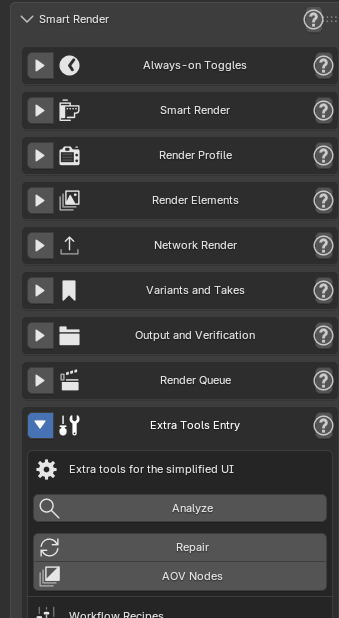 Smart Render
Always-on Toggles
Smart Render
Render Profile
Render Elements
Network Render
Variants and Takes
Output and Verification
Render Queue
Extra Tools Entry
Extra tools for the simplified UI
Analyze
Repair
AOV Nodes
Workflow Recipes